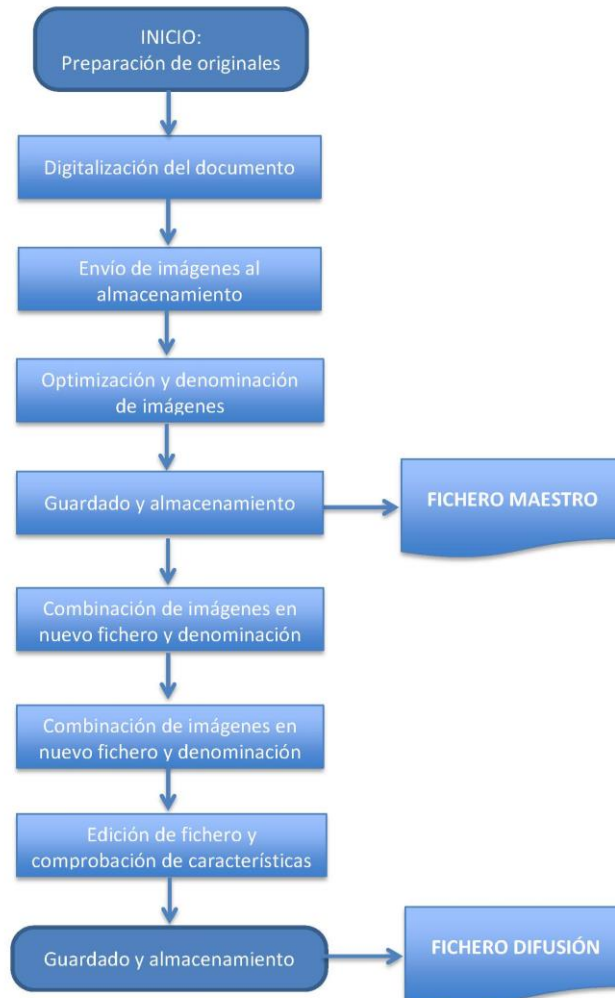 INICIO:
Preparación de originales
Digitalización del documento
Envío de imágenes al
almacenamiento
Optimización y denominación
de imágenes
Guardado y almacenamiento
FICHERO MAESTRO
Combinación de imágenes en
nuevo fichero y denominación
Combinación de imágenes en
nuevo fichero y denominación
Edición de fichero y
comprobación de características
Guardado y almacenamiento
FICHERO DIFUSIÓN